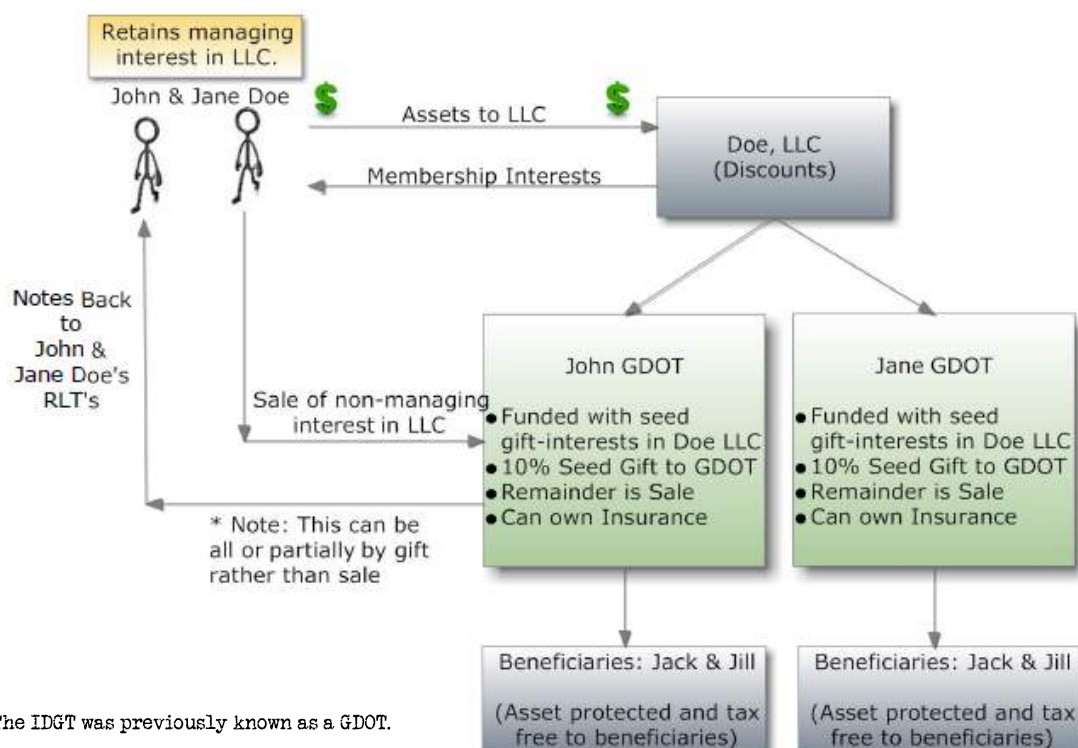 Retains managing
interest in LLC.
John & Jane Doe
$
$
Assets to LLC
Membership Interests
Doe, LLC
(Discounts)
Notes Back
to
John &
Jane Doe's
RLT's
Sale of non-managing
interest in LLC
* Note: This can be
all or partially by gift
rather than sale
John GDOT
• Funded with seed
gift-interests in Doe LLC
• 10% Seed Gift to GDOT
• Remainder is Sale
• Can own Insurance
Jane GDOT
• Funded with seed
gift-interests in Doe LLC
• 10% Seed Gift to GDOT
• Remainder is Sale
• Can own Insurance
Beneficiaries: Jack & Jill
(Asset protected and tax
free to beneficiaries)
Beneficiaries: Jack & Jill
(Asset protected and tax
free to beneficiaries)
The IDGT was previously known as a GDOT.